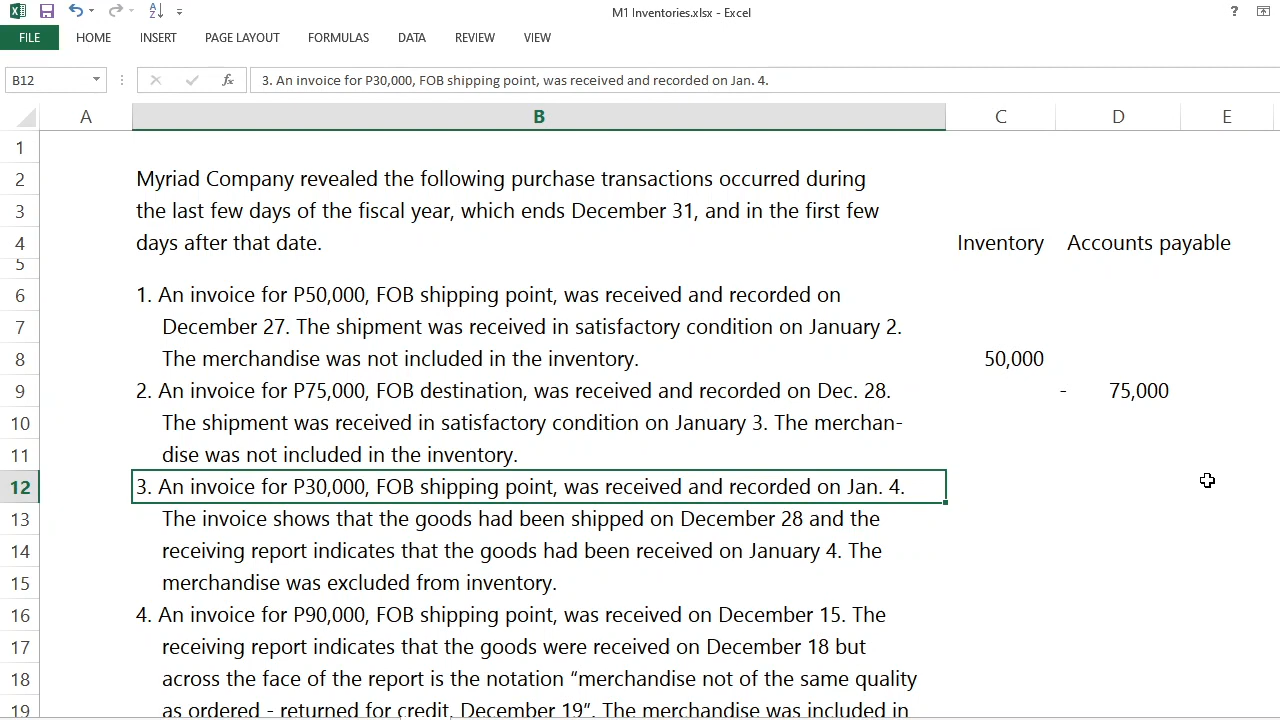 M1 Inventories.xlsx - Excel
?
FILE HOME INSERT PAGE LAYOUT FORMULAS DATA REVIEW VIEW
B12 fx 3. An invoice for P30,000, FOB shipping point, was received and recorded on Jan. 4.
A B C D E
1
2 Myriad Company revealed the following purchase transactions occurred during
3 the last few days of the fiscal year, which ends December 31, and in the first few
4 days after that date. Inventory Accounts payable
5
6 1. An invoice for P50,000, FOB shipping point, was received and recorded on
7 December 27. The shipment was received in satisfactory condition on January 2.
8 The merchandise was not included in the inventory. 50,000
9 2. An invoice for P75,000, FOB destination, was received and recorded on Dec. 28. - 75,000
10 The shipment was received in satisfactory condition on January 3. The merchan-
11 dise was not included in the inventory.
12 3. An invoice for P30,000, FOB shipping point, was received and recorded on Jan. 4.
13 The invoice shows that the goods had been shipped on December 28 and the
14 receiving report indicates that the goods had been received on January 4. The
15 merchandise was excluded from inventory.
16 4. An invoice for P90,000, FOB shipping point, was received on December 15. The
17 receiving report indicates that the goods were received on December 18 but
18 across the face of the report is the notation “merchandise not of the same quality
19 as ordered - returned for credit, December 19”. The merchandise was included in